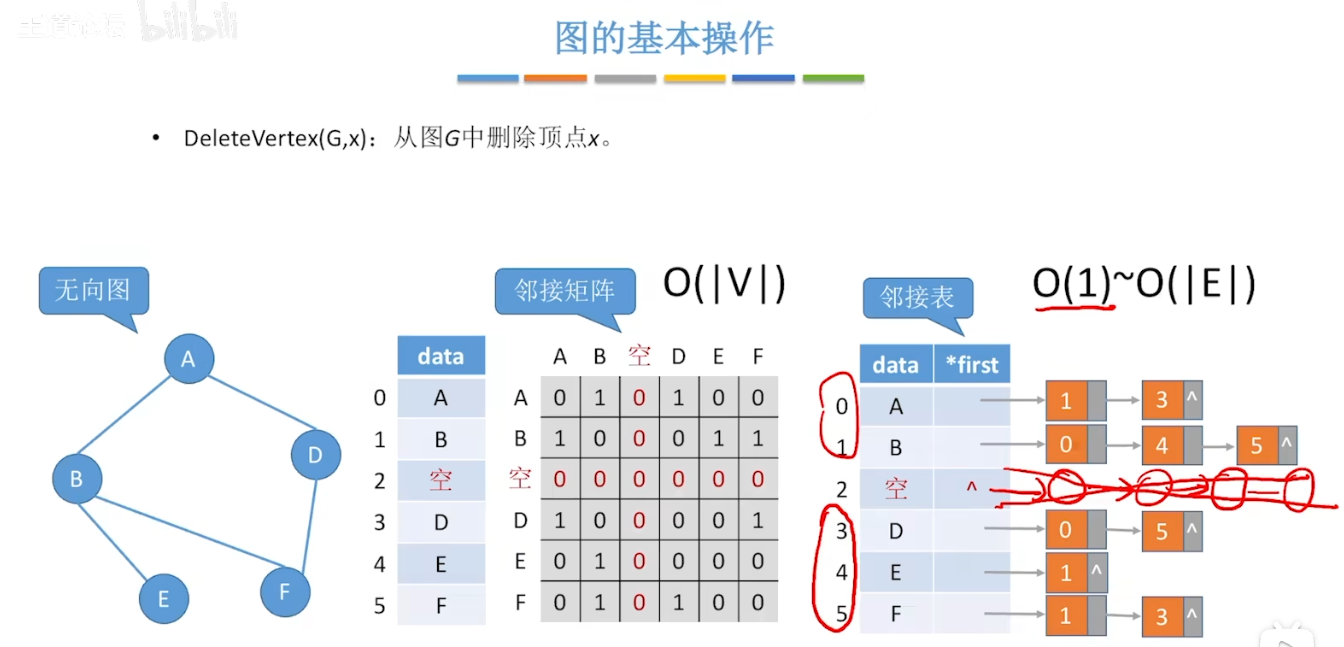 bilibili
图的基本操作
• DeleteVertex(G,x)：从图G中删除顶点x。
无向图
邻接矩阵 O(|V|)
邻接表 O(1)~O(|E|)
A
B
D
E
F
data
0 A
1 B
2 空
3 D
4 E
5 F
A B 空 D E F
A 0 1 0 1 0 0
B 1 0 0 0 1 1
空 0 0 0 0 0 0
D 1 0 0 0 0 1
E 0 1 0 0 0 0
F 0 1 0 1 0 0
data *first
0 A 1 3 ^
1 B 0 4 5 ^
2 空 ^
3 D 0 5 ^
4 E 1 ^
5 F 1 3 ^